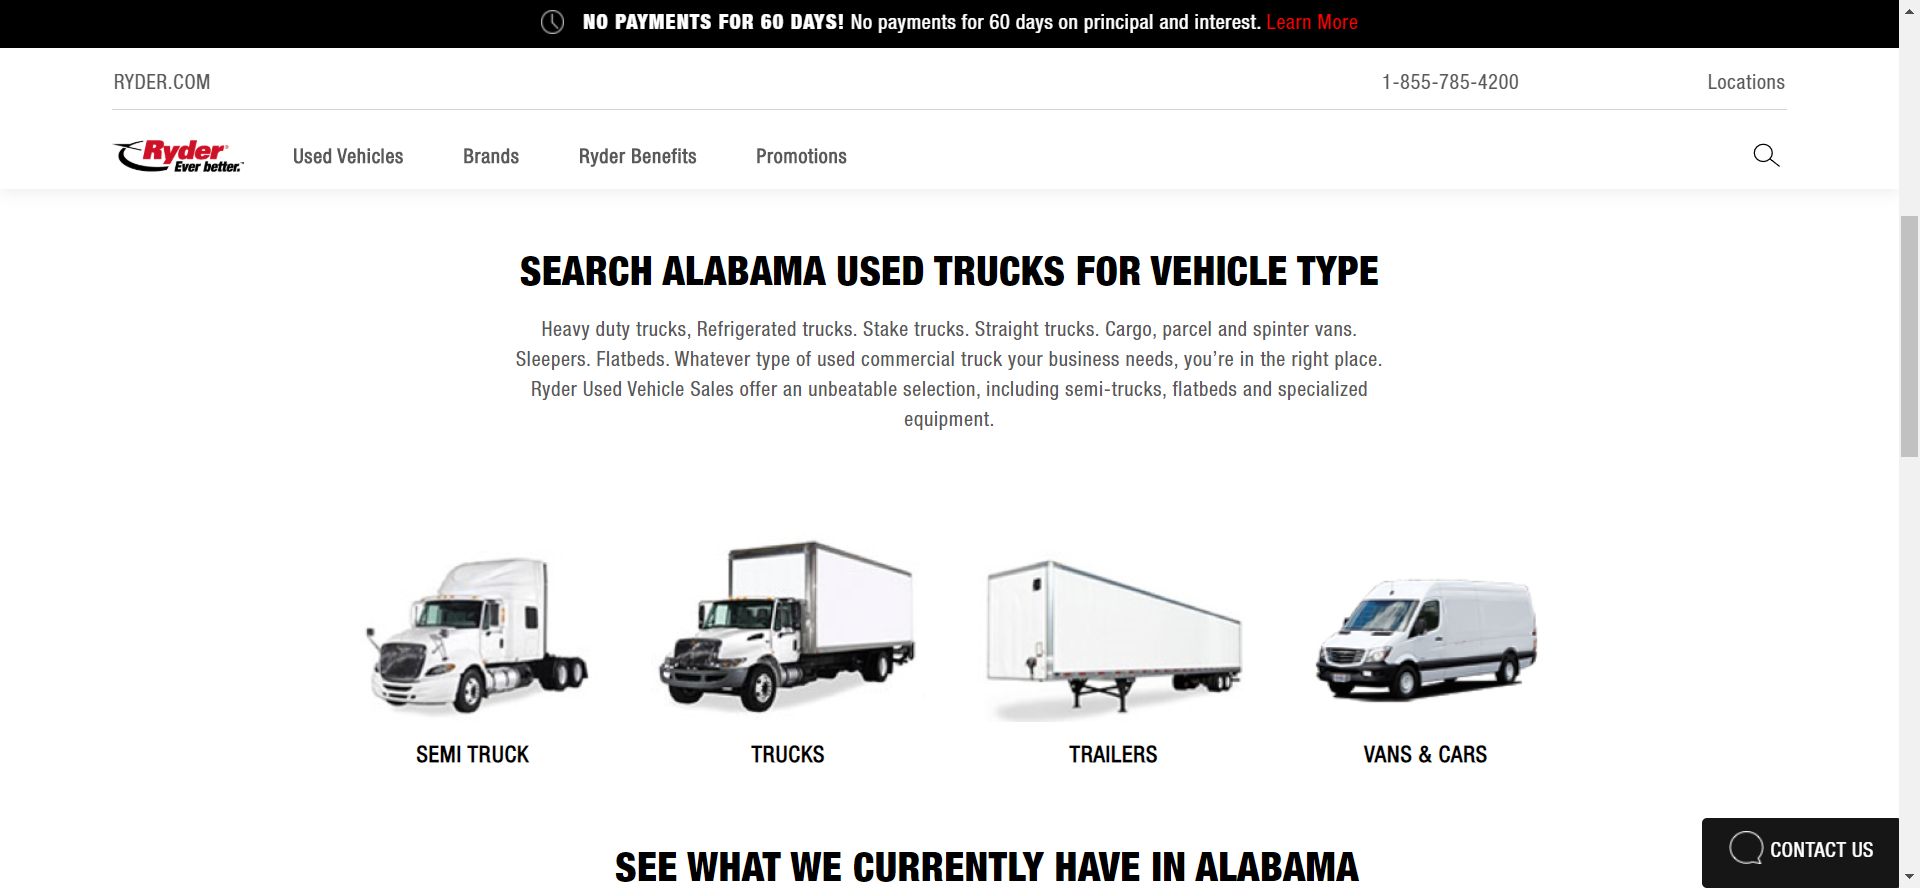 NO PAYMENTS FOR 60 DAYS! No payments for 60 days on principal and interest. Learn More
RYDER.COM
1-855-785-4200
Locations
Ryder
Ever better.™
Used Vehicles
Brands
Ryder Benefits
Promotions
SEARCH ALABAMA USED TRUCKS FOR VEHICLE TYPE
Heavy duty trucks, Refrigerated trucks. Stake trucks. Straight trucks. Cargo, parcel and spinter vans.
Sleepers. Flatbeds. Whatever type of used commercial truck your business needs, you’re in the right place.
Ryder Used Vehicle Sales offer an unbeatable selection, including semi-trucks, flatbeds and specialized
equipment.
SEMI TRUCK
TRUCKS
TRAILERS
VANS & CARS
SEE WHAT WE CURRENTLY HAVE IN ALABAMA
CONTACT US